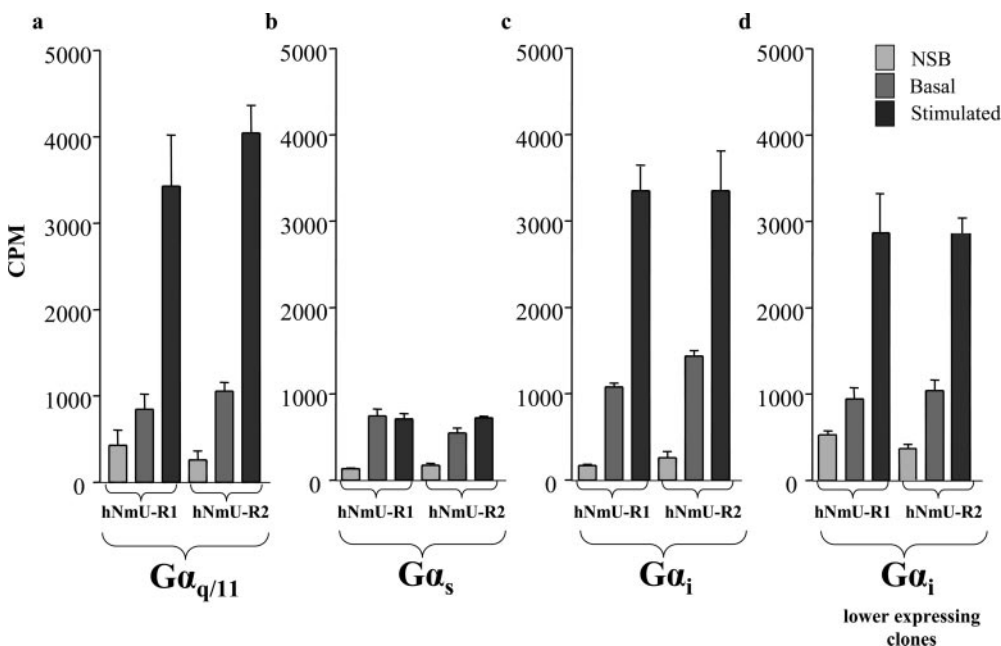 a
b
c
d
CPM
5000
4000
3000
2000
1000
0
hNmU-R1 hNmU-R2
Gαq/11
5000
4000
3000
2000
1000
0
hNmU-R1 hNmU-R2
Gαs
5000
4000
3000
2000
1000
0
hNmU-R1 hNmU-R2
Gαi
5000
4000
3000
2000
1000
0
NSB
Basal
Stimulated
hNmU-R1 hNmU-R2
Gαi
lower expressing
clones